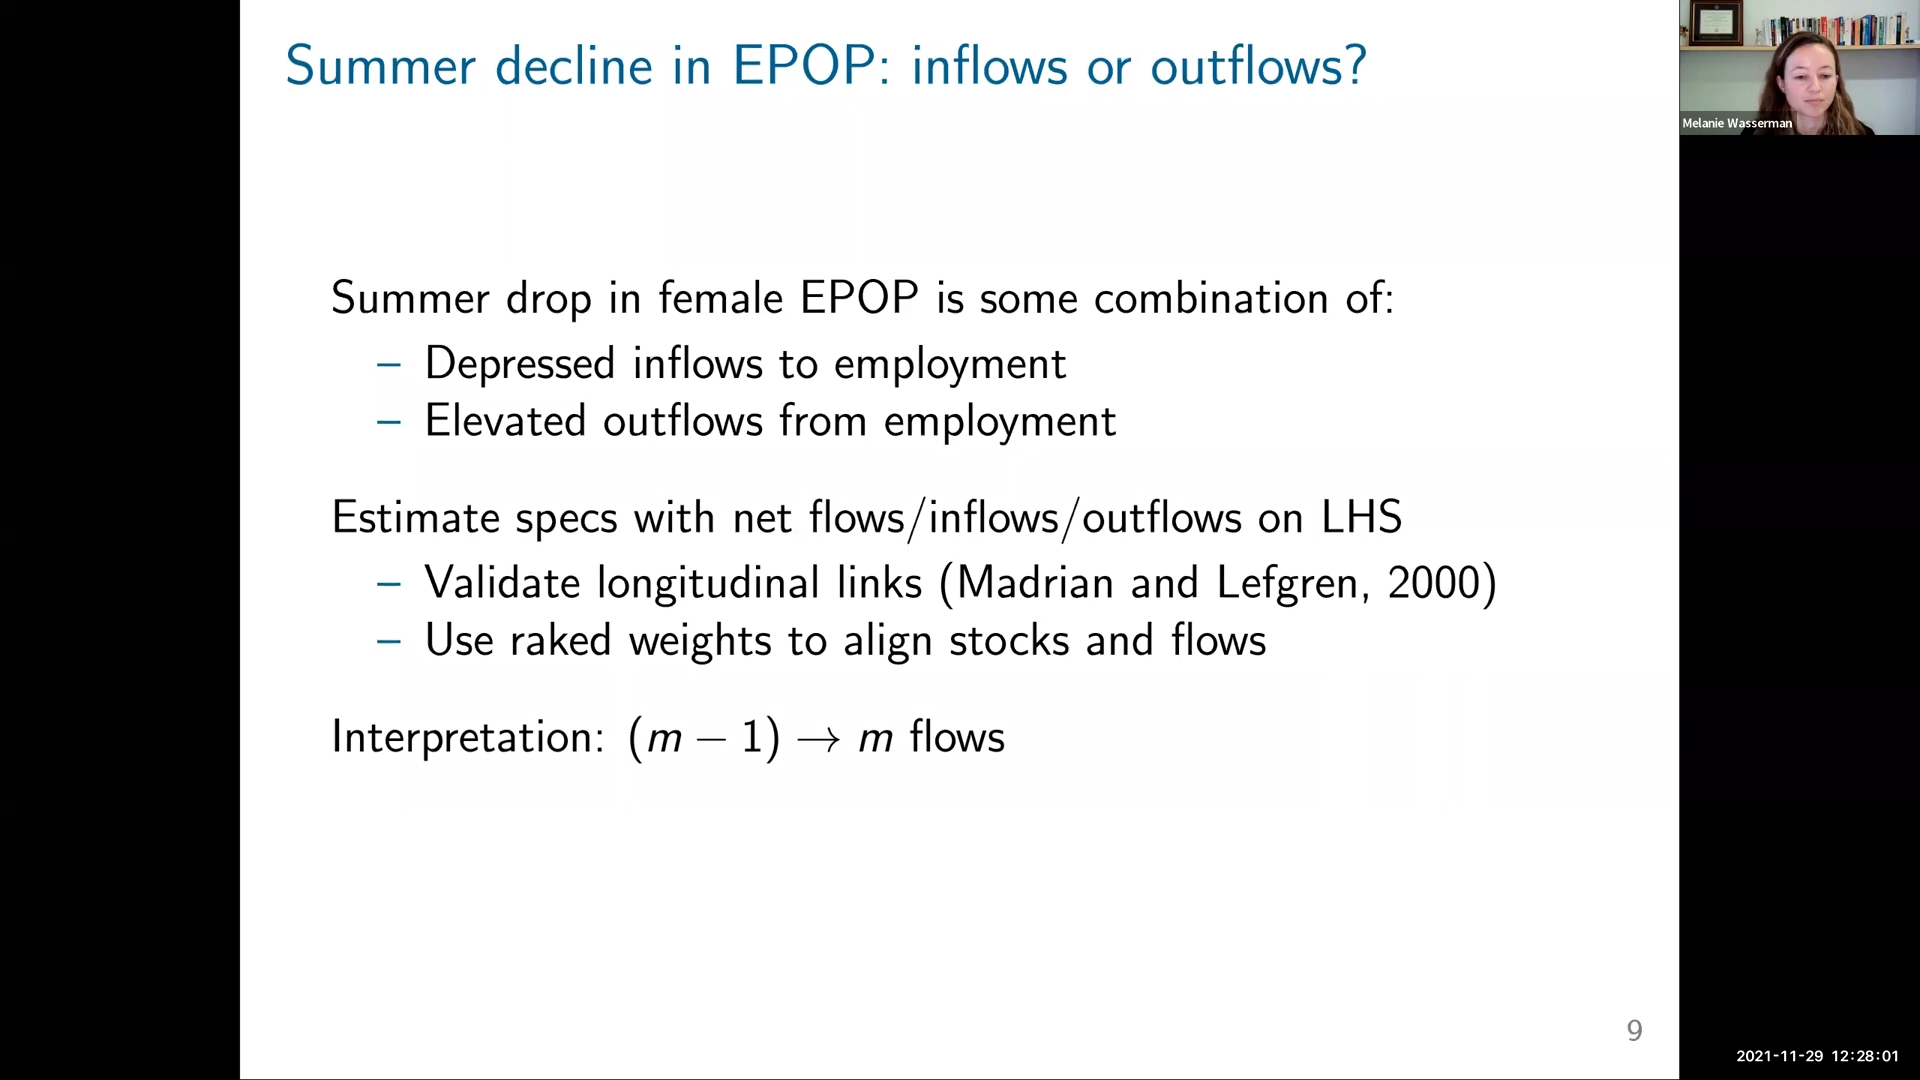 Summer decline in EPOP: inflows or outflows?
Melanie Wasserman
Summer drop in female EPOP is some combination of:
– Depressed inflows to employment
– Elevated outflows from employment
Estimate specs with net flows/inflows/outflows on LHS
– Validate longitudinal links (Madrian and Lefgren, 2000)
– Use raked weights to align stocks and flows
Interpretation: (m − 1) → m flows
9
2021-11-29 12:28:01